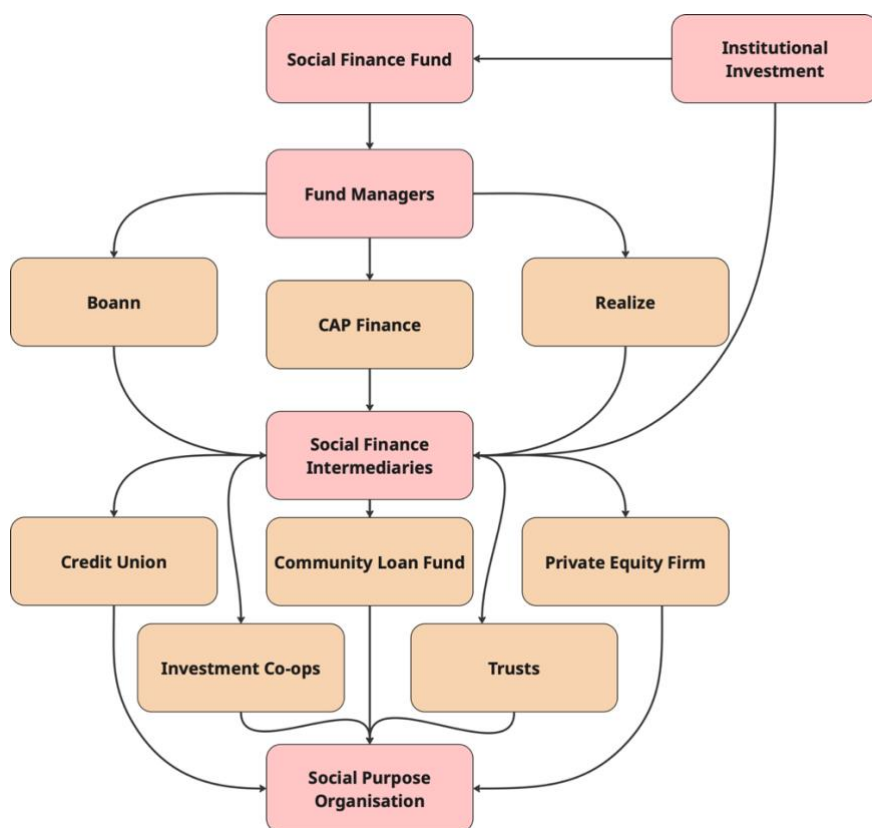 Social Finance Fund
Institutional
Investment
Fund Managers
Boann
CAP Finance
Realize
Social Finance
Intermediaries
Credit Union
Community Loan Fund
Private Equity Firm
Investment Co-ops
Trusts
Social Purpose
Organisation